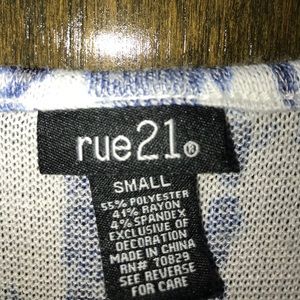 rue21®
SMALL
55% POLYESTER
41% RAYON
4% SPANDEX
EXCLUSIVE OF
DECORATION
MADE IN CHINA
RN# 70829
SEE REVERSE
FOR CARE